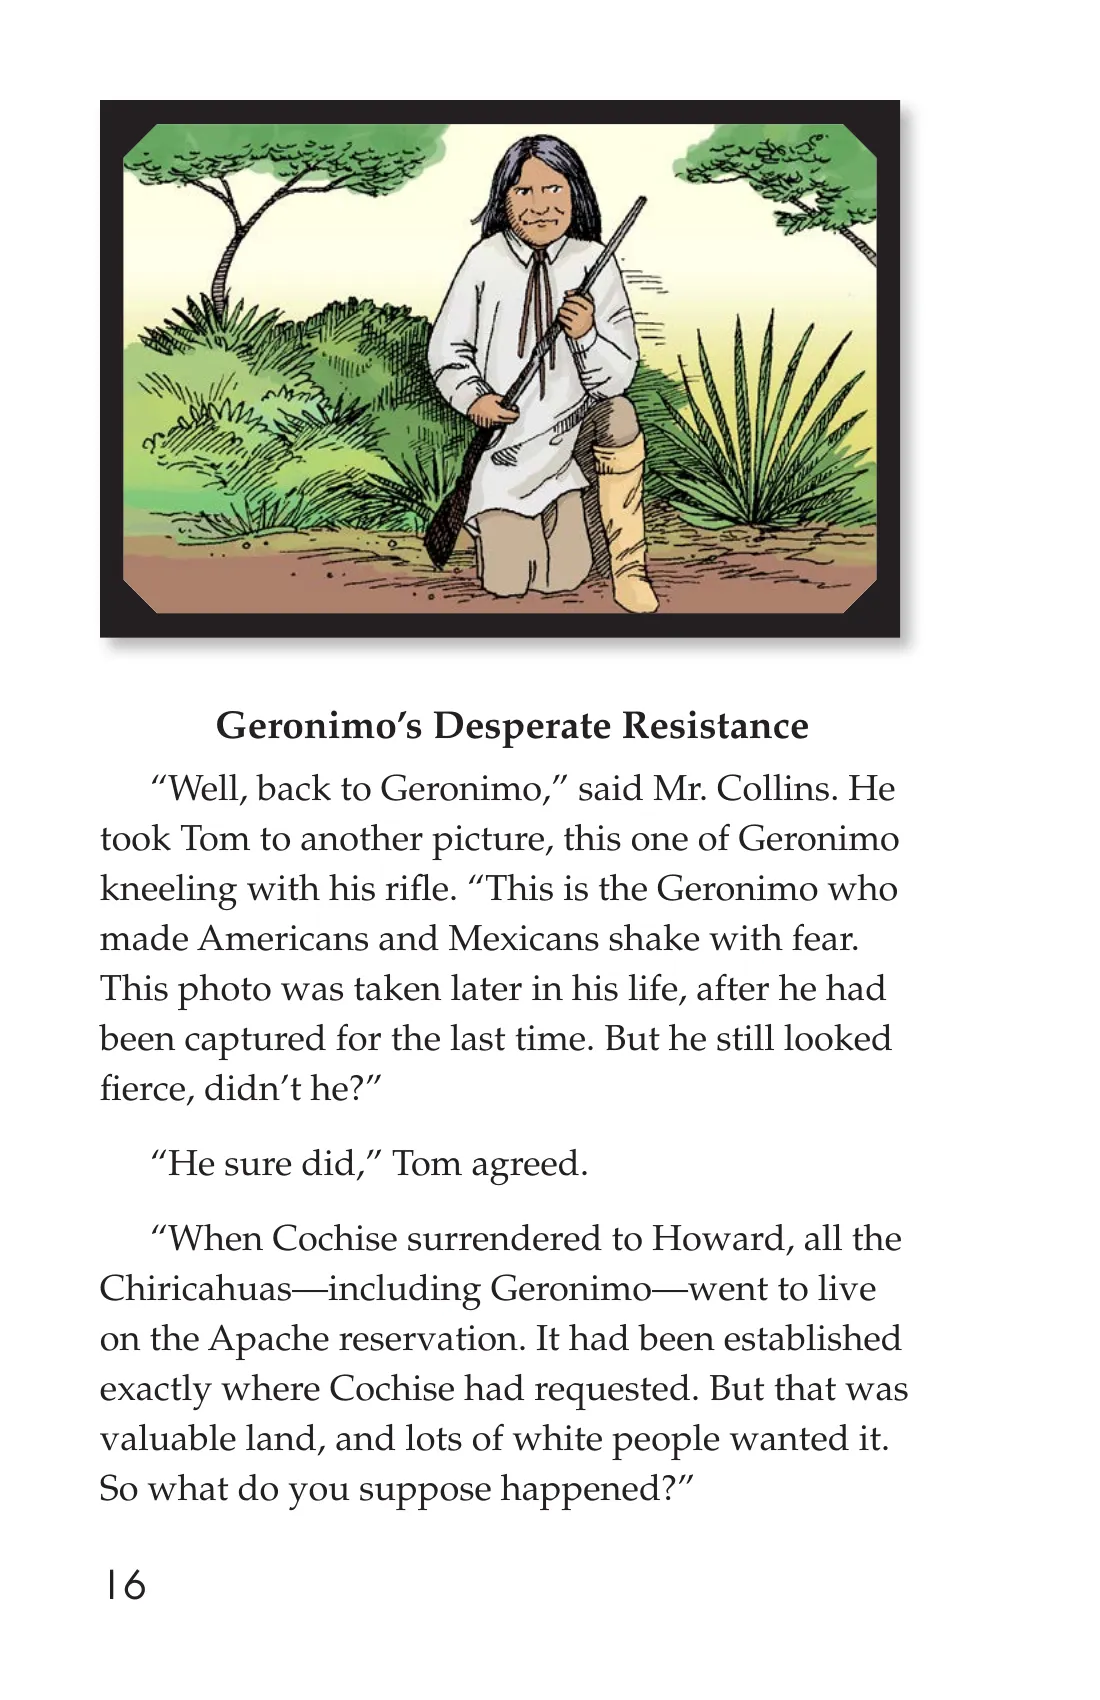 Geronimo’s Desperate Resistance
“Well, back to Geronimo,” said Mr. Collins. He
took Tom to another picture, this one of Geronimo
kneeling with his rifle. “This is the Geronimo who
made Americans and Mexicans shake with fear.
This photo was taken later in his life, after he had
been captured for the last time. But he still looked
fierce, didn’t he?”
“He sure did,” Tom agreed.
“When Cochise surrendered to Howard, all the
Chiricahuas—including Geronimo—went to live
on the Apache reservation. It had been established
exactly where Cochise had requested. But that was
valuable land, and lots of white people wanted it.
So what do you suppose happened?”
16